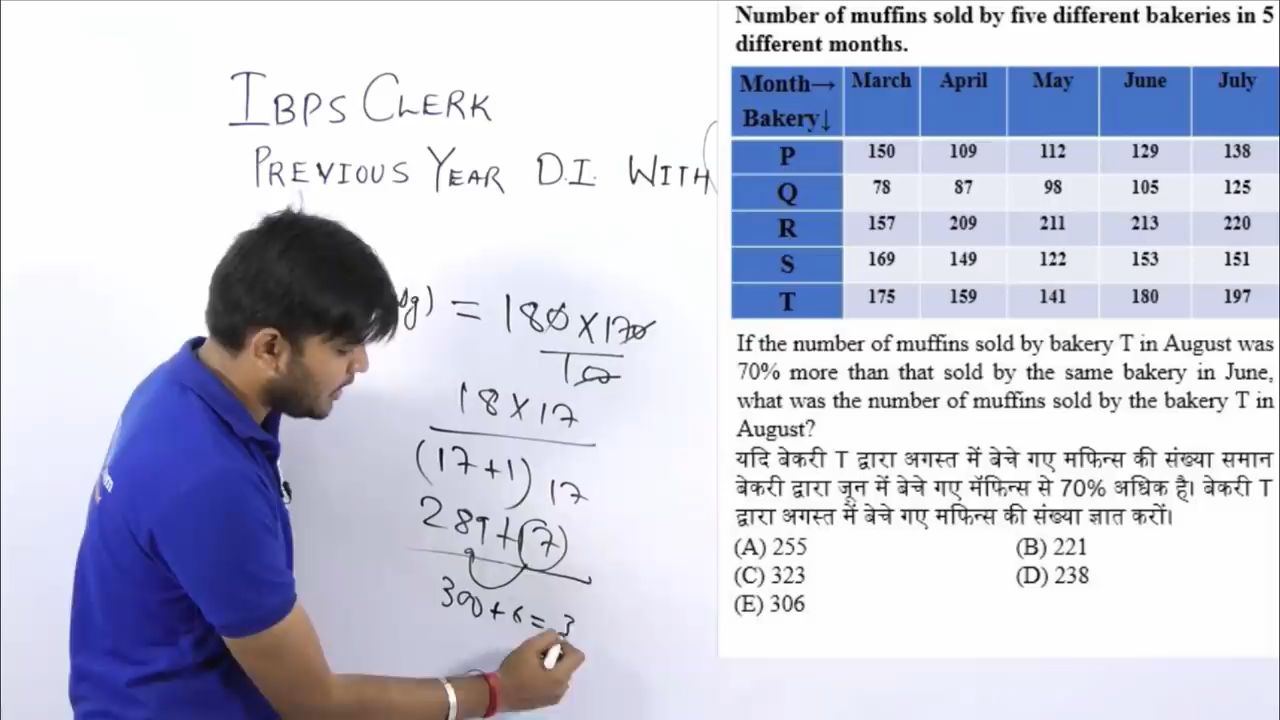 IBPS CLERK
PREVIOUS YEAR D.I. WITH
g) = 180 X 170
100
18 X 17
(17+1) 17
289+17
300+6=3
Number of muffins sold by five different bakeries in 5
different months.
Month→ March April May June July
Bakery↓
P 150 109 112 129 138
Q 78 87 98 105 125
R 157 209 211 213 220
S 169 149 122 153 151
T 175 159 141 180 197
If the number of muffins sold by bakery T in August was
70% more than that sold by the same bakery in June,
what was the number of muffins sold by the bakery T in
August?
यदि बेकरी T द्वारा अगस्त में बेचे गए मफिन्स की संख्या समान
बेकरी द्वारा जून में बेचे गए मॅफिन्स से 70% अधिक है। बेकरी T
द्वारा अगस्त में बेचे गए मफिन्स की संख्या ज्ञात करों।
(A) 255 (B) 221
(C) 323 (D) 238
(E) 306